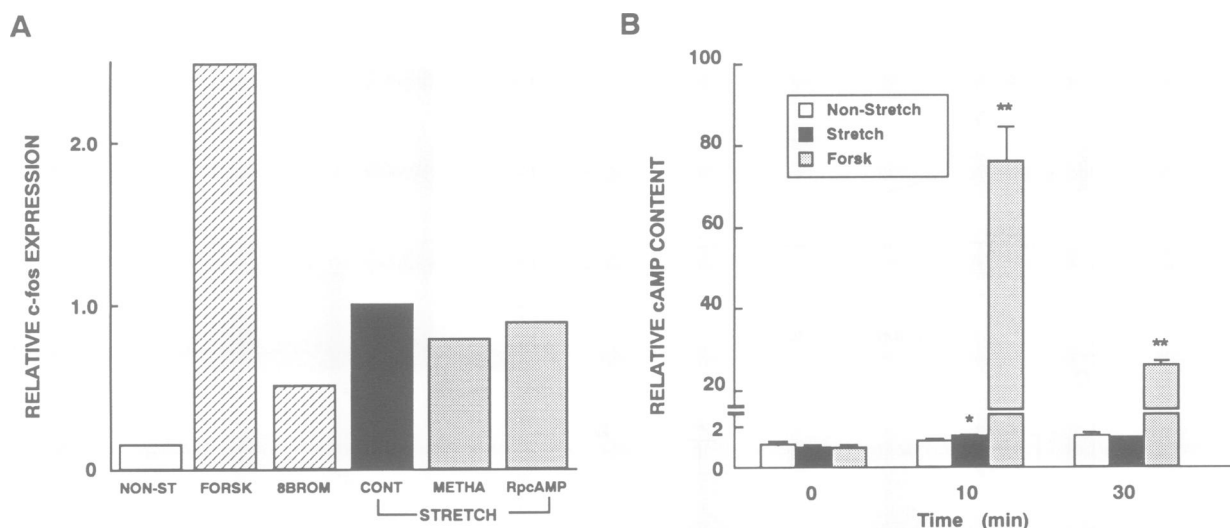 A
RELATIVE c-fos EXPRESSION
2.0
1.0
0
NON-ST FORSK 8BROM CONT METHA RpcAMP
STRETCH
B
RELATIVE cAMP CONTENT
100
80
60
40
20
2
0
Non-Stretch
Stretch
Forsk
*
**
**
0 10 30
Time (min)